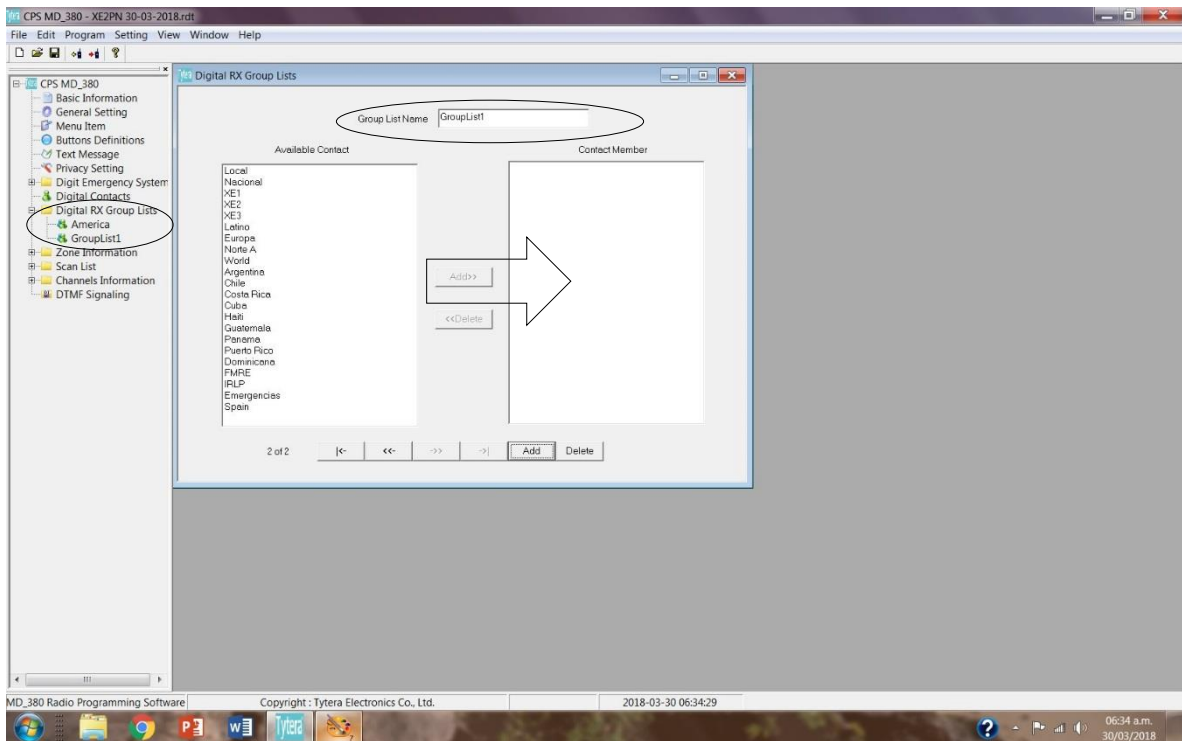 CPS MD_380 - XE2PN 30-03-2018.rdt
File Edit Program Setting View Window Help
CPS MD_380
Basic Information
General Setting
Menu Item
Buttons Definitions
Text Message
Privacy Setting
Digit Emergency System
Digital Contacts
Digital RX Group Lists
America
GroupList1
Zone Information
Scan List
Channels Information
DTMF Signaling
Digital RX Group Lists
Group List Name GroupList1
Available Contact
Contact Member
Local
Nacional
XE1
XE2
XE3
Latino
Europa
Norte A
World
Argentina
Chile
Costa Rica
Cuba
Haiti
Guatemala
Panama
Puerto Rico
Dominicana
FMRE
IRLP
Emergencias
Spain
Add>>
<<Delete
2 of 2 |<- <<- ->> ->| Add Delete
MD_380 Radio Programming Software Copyright : Tytera Electronics Co., Ltd. 2018-03-30 06:34:29
Tytera
06:34 a.m.
30/03/2018